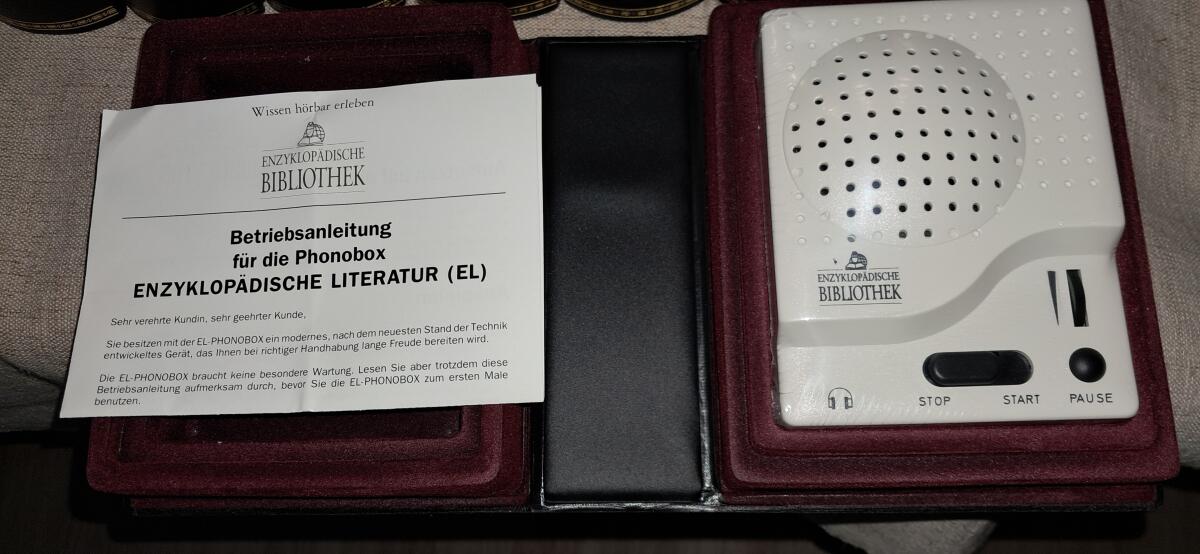 Wissen hörbar erleben
ENZYKLOPÄDISCHE
BIBLIOTHEK
Betriebsanleitung
für die Phonobox
ENZYKLOPÄDISCHE LITERATUR (EL)
Sehr verehrte Kundin, sehr geehrter Kunde,
Sie besitzen mit der EL-PHONOBOX ein modernes, nach dem neuesten Stand der Technik
entwickeltes Gerät, das Ihnen bei richtiger Handhabung lange Freude bereiten wird.
Die EL-PHONOBOX braucht keine besondere Wartung. Lesen Sie aber trotzdem diese
Betriebsanleitung aufmerksam durch, bevor Sie die EL-PHONOBOX zum ersten Male
benutzen.
ENZYKLOPÄDISCHE
BIBLIOTHEK
STOP START PAUSE